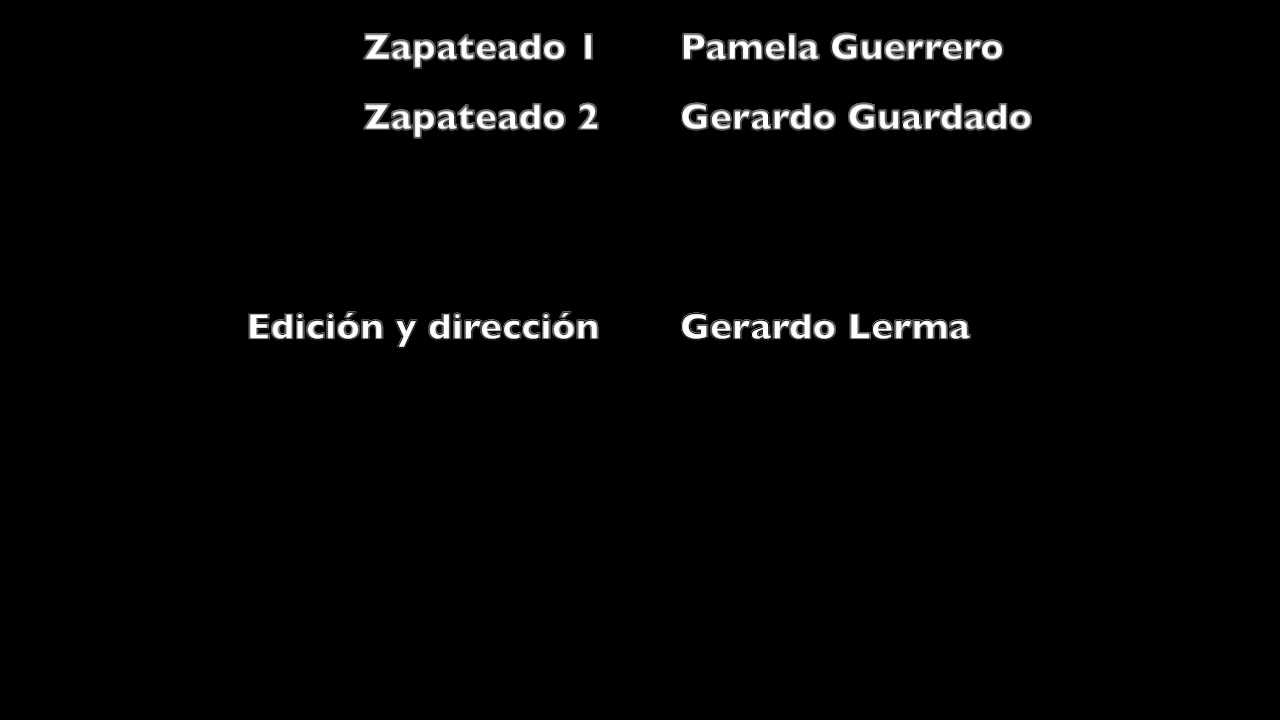 Zapateado 1 Pamela Guerrero
Zapateado 2 Gerardo Guardado
Edición y dirección Gerardo Lerma